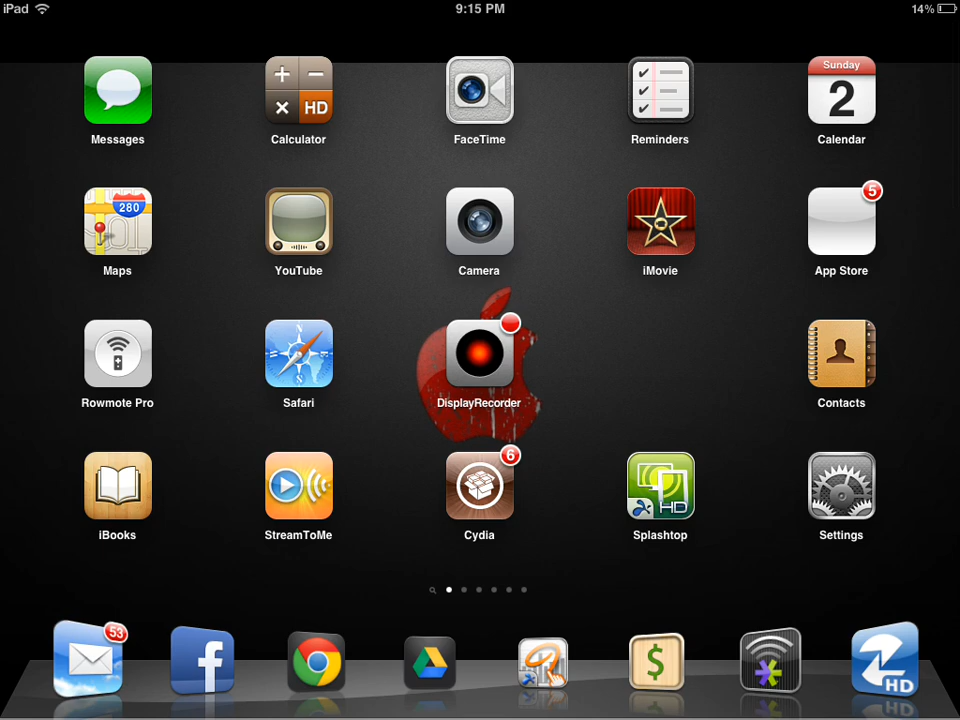 iPad 9:15 PM 14%
Sunday
HD 2
Messages Calculator FaceTime Reminders Calendar
280 5
Maps YouTube Camera iMovie App Store
N
S
Rowmote Pro Safari DisplayRecorder Contacts
6
HD
iBooks StreamToMe Cydia Splashtop Settings
53
f $ Z
HD